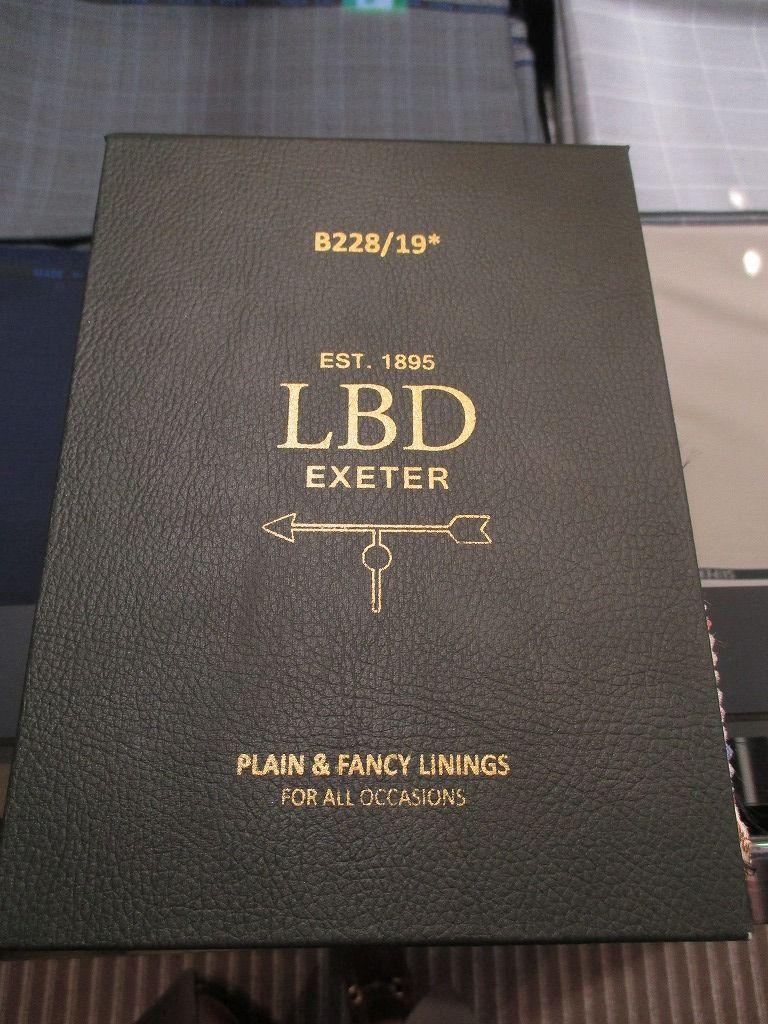 B228/19*
EST. 1895
LBD
EXETER
PLAIN & FANCY LININGS
FOR ALL OCCASIONS